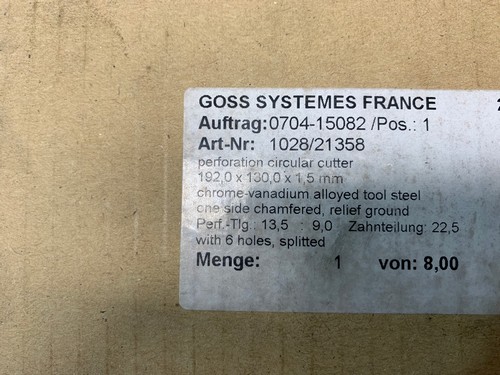 GOSS SYSTEMES FRANCE
Auftrag:0704-15082 /Pos.: 1
Art-Nr: 1028/21358
perforation circular cutter
192,0 x 130,0 x 1,5 mm
chrome-vanadium alloyed tool steel
one side chamfered, relief ground
Perf.-Tlg.: 13,5 : 9,0 Zahnteilung: 22,5
with 6 holes, splitted
Menge: 1 von: 8,00